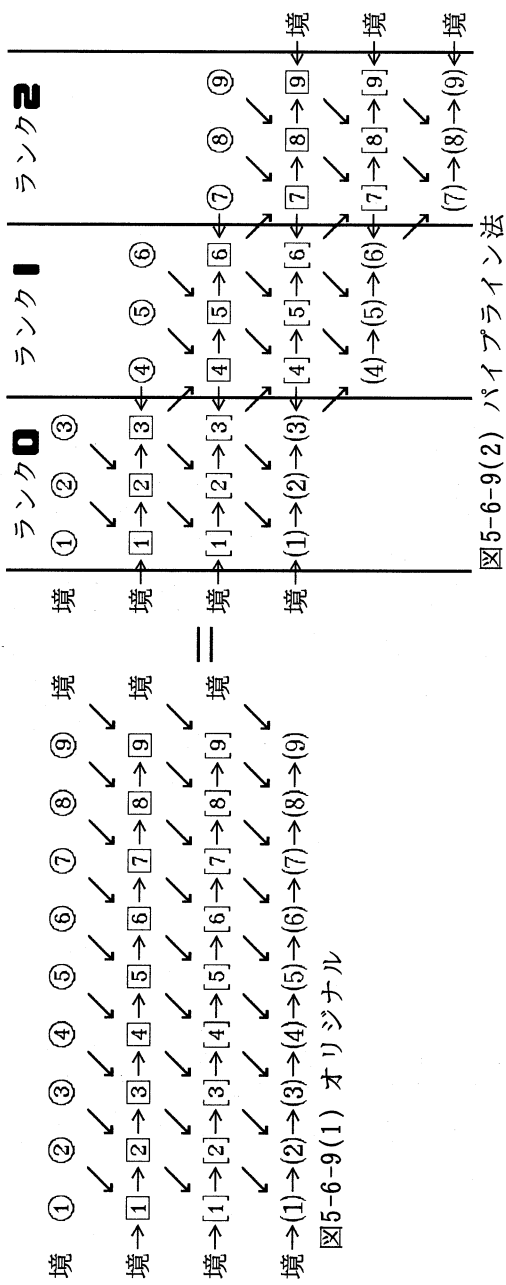 境 ① ② ③ ④ ⑤ ⑥ ⑦ ⑧ ⑨ 境
境→1→2→3→4→5→6→7→8→9 境
境→[1]→[2]→[3]→[4]→[5]→[6]→[7]→[8]→[9] 境
境→(1)→(2)→(3)→(4)→(5)→(6)→(7)→(8)→(9)
図5-6-9(1) オリジナル
=
ランク0 ランク1 ランク2
境 ① ② ③
境→1→2→3← ④ ⑤ ⑥
境→[1]→[2]→[3]← 4→5→6← ⑦ ⑧ ⑨
境→(1)→(2)→(3)← [4]→[5]→[6]← 7→8→9←境
(4)→(5)→(6)← [7]→[8]→[9]←境
(7)→(8)→(9)←境
図5-6-9(2) パイプライン法